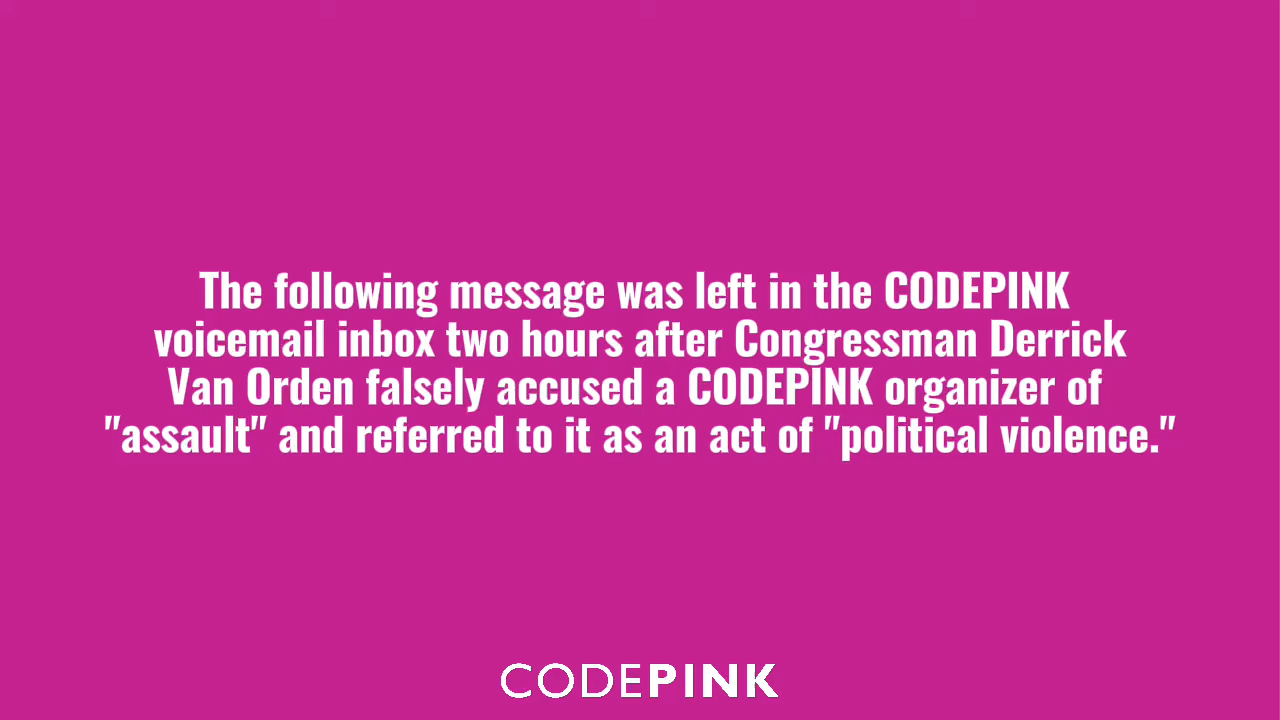 The following message was left in the CODEPINK
voicemail inbox two hours after Congressman Derrick
Van Orden falsely accused a CODEPINK organizer of
"assault" and referred to it as an act of "political violence."
CODEPINK